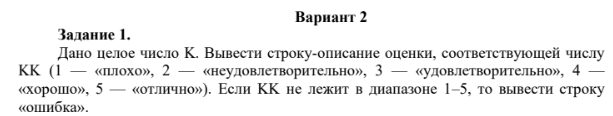 Вариант 2
Задание 1.
Дано целое число K. Вывести строку-описание оценки, соответствующей числу
KK (1 — «плохо», 2 — «неудовлетворительно», 3 — «удовлетворительно», 4 —
«хорошо», 5 — «отлично»). Если KK не лежит в диапазоне 1–5, то вывести строку
«ошибка».